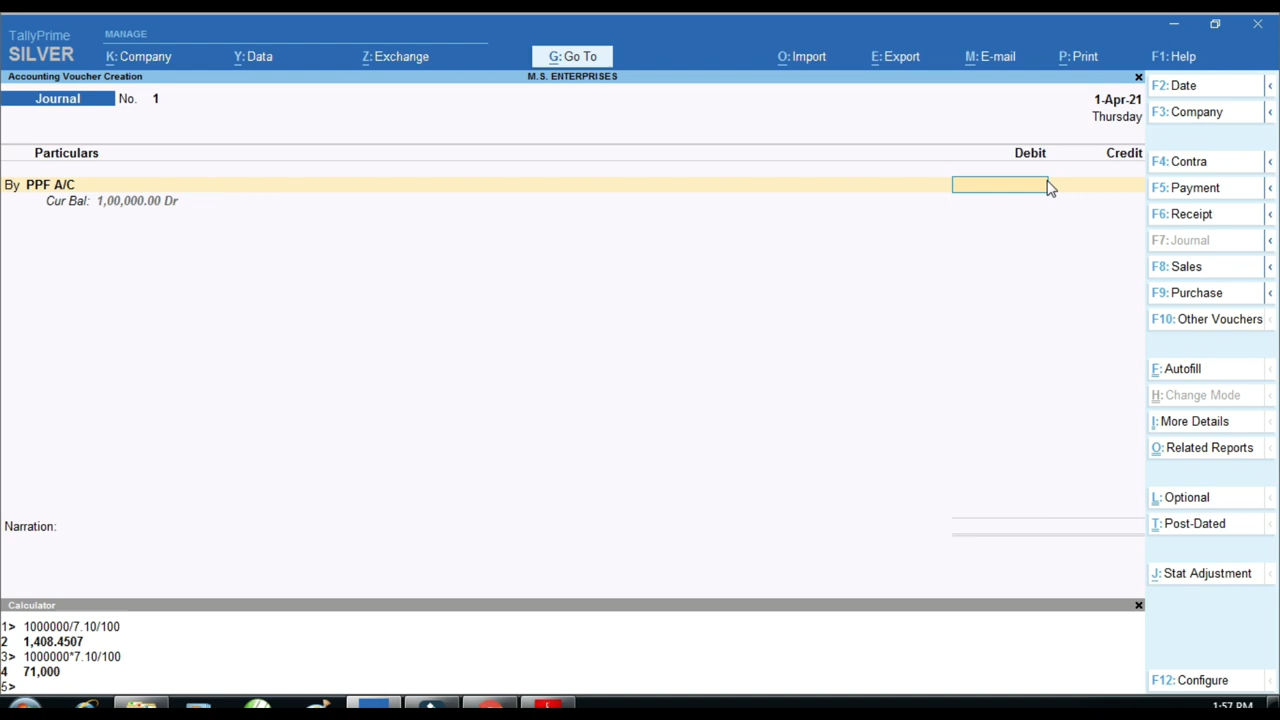 TallyPrime
SILVER
MANAGE
K: Company
Y: Data
Z: Exchange
G: Go To
O: Import
E: Export
M: E-mail
P: Print
F1: Help
Accounting Voucher Creation
M.S. ENTERPRISES
Journal No. 1
1-Apr-21
Thursday
Particulars
Debit
Credit
By PPF A/C
Cur Bal: 1,00,000.00 Dr
Narration:
F2: Date
F3: Company
F4: Contra
F5: Payment
F6: Receipt
F7: Journal
F8: Sales
F9: Purchase
F10: Other Vouchers
F: Autofill
H: Change Mode
I: More Details
O: Related Reports
L: Optional
T: Post-Dated
J: Stat Adjustment
F12: Configure
Calculator
1> 1000000/7.10/100
2 1,408.4507
3> 1000000*7.10/100
4 71,000
5>
1:57 PM